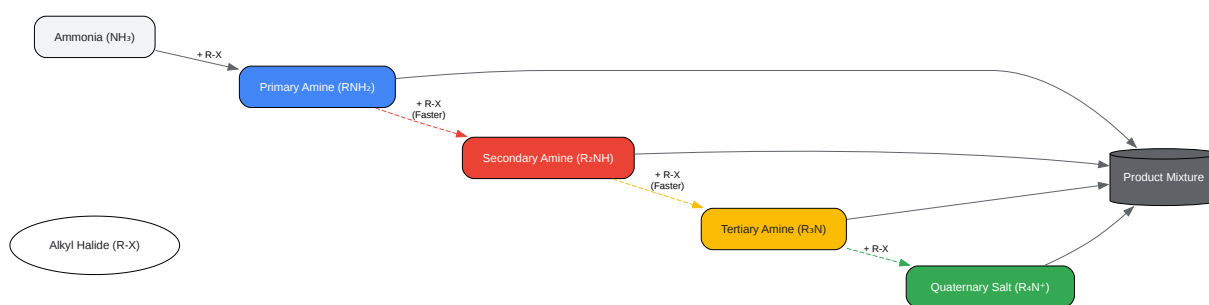 Ammonia (NH₃)
+ R-X
Primary Amine (RNH₂)
+ R-X
(Faster)
Secondary Amine (R₂NH)
+ R-X
(Faster)
Product Mixture
Tertiary Amine (R₃N)
Alkyl Halide (R-X)
+ R-X
Quaternary Salt (R₄N⁺)